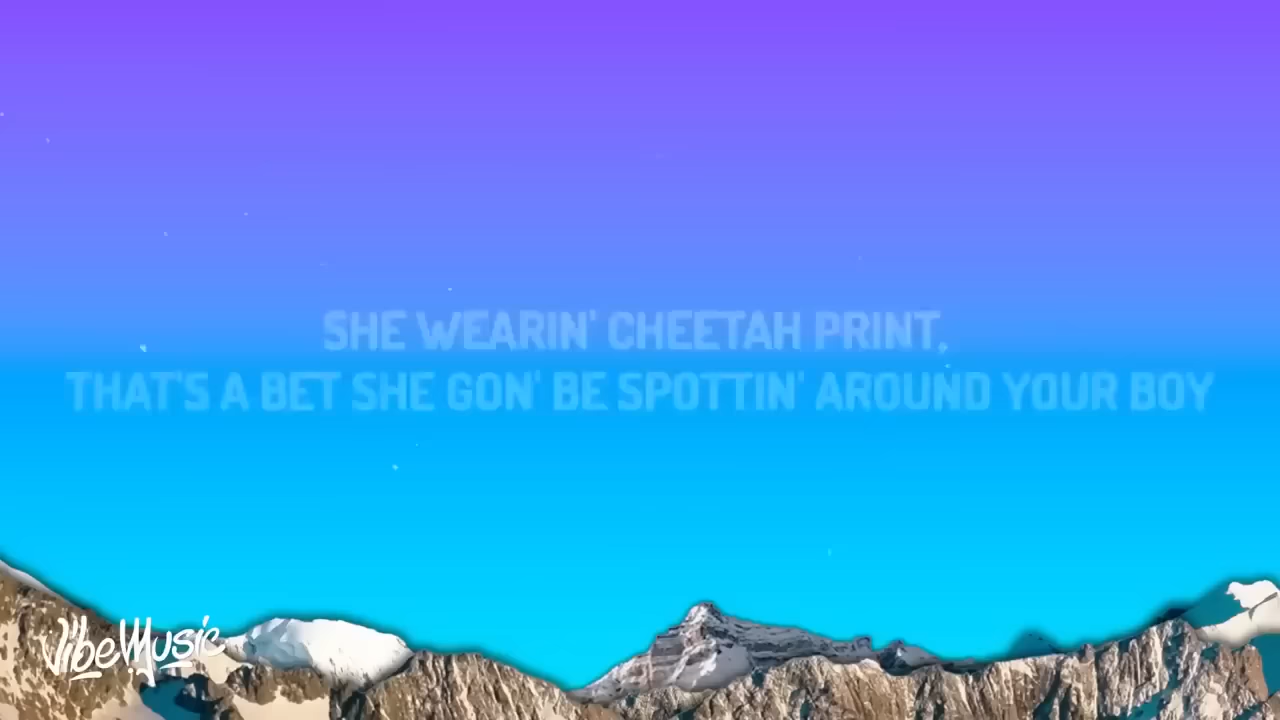 SHE WEARIN' CHEETAH PRINT,
THAT'S A BET SHE GON' BE SPOTTIN' AROUND YOUR BOY
VibeMusic